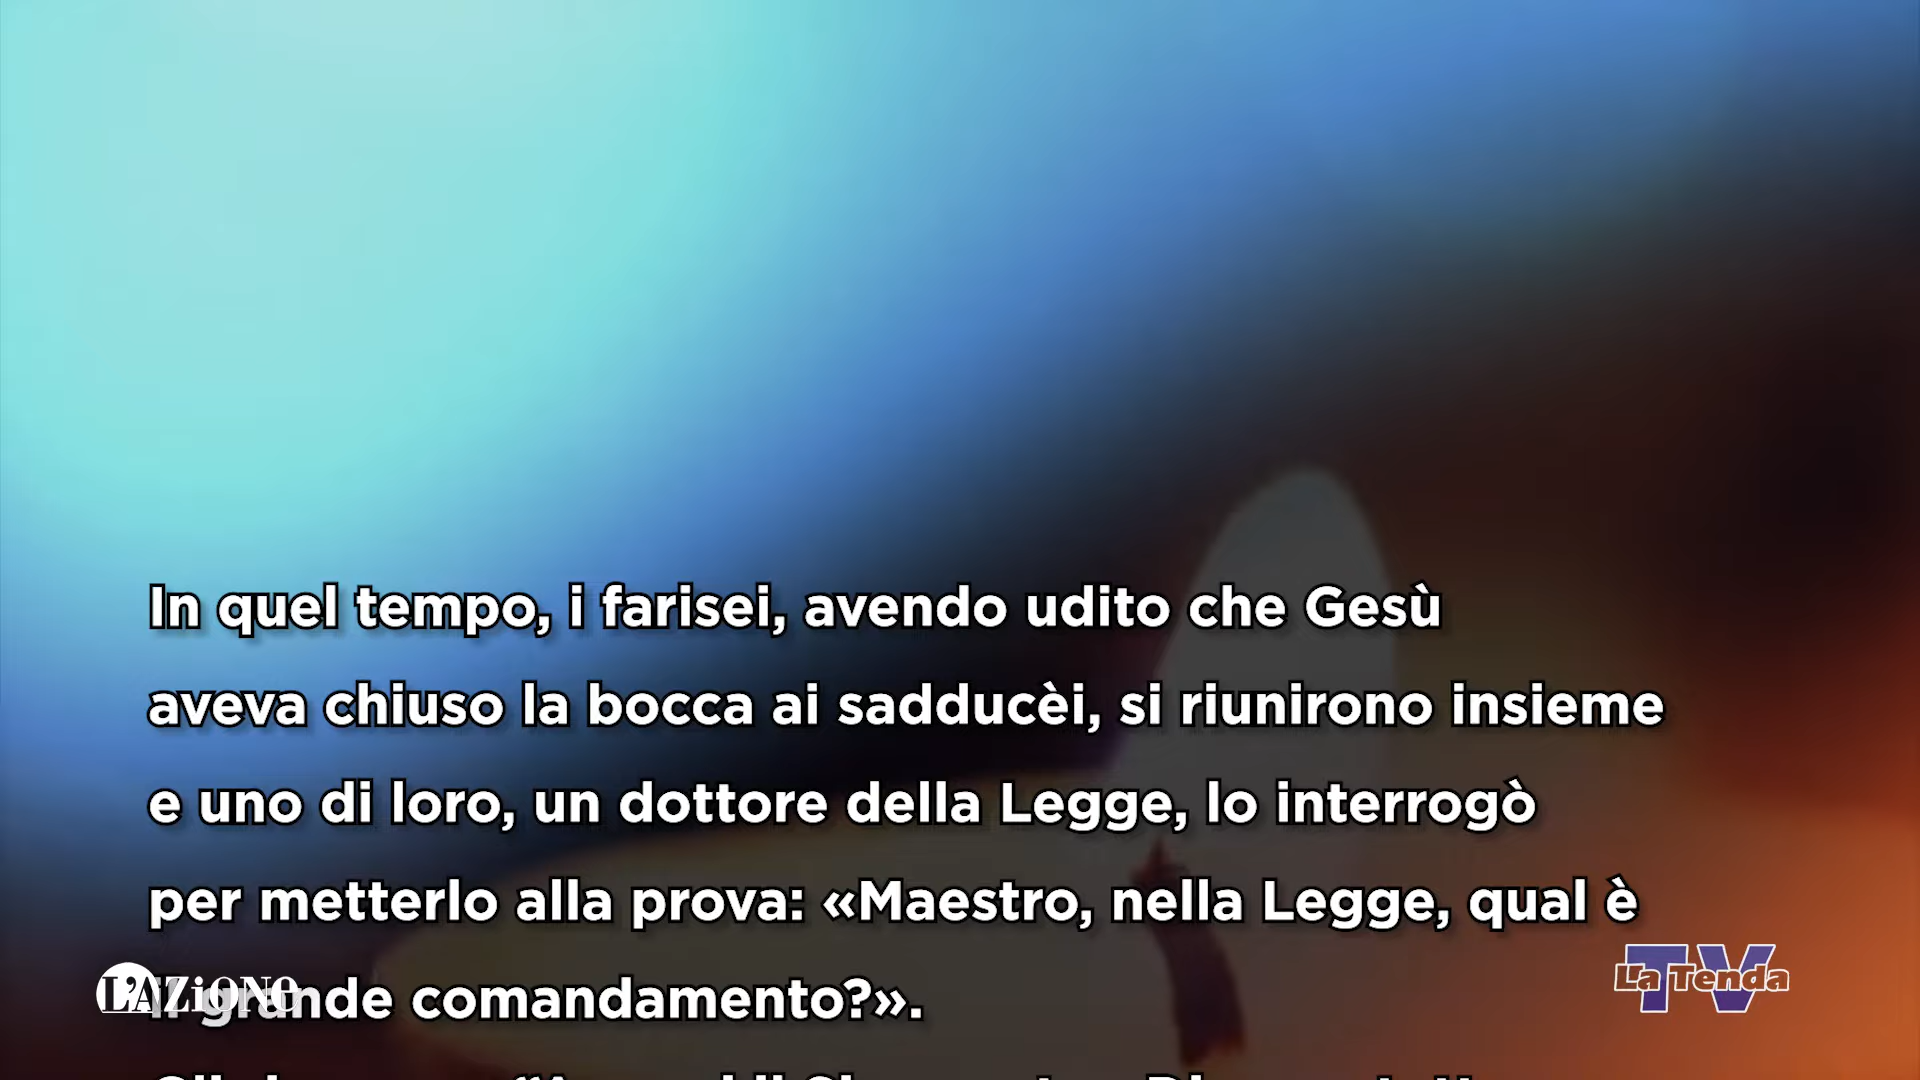 In quel tempo, i farisei, avendo udito che Gesù
aveva chiuso la bocca ai sadducèi, si riunirono insieme
e uno di loro, un dottore della Legge, lo interrogò
per metterlo alla prova: «Maestro, nella Legge, qual è
il grande comandamento?».
L'AZiONe
La Tenda
TV